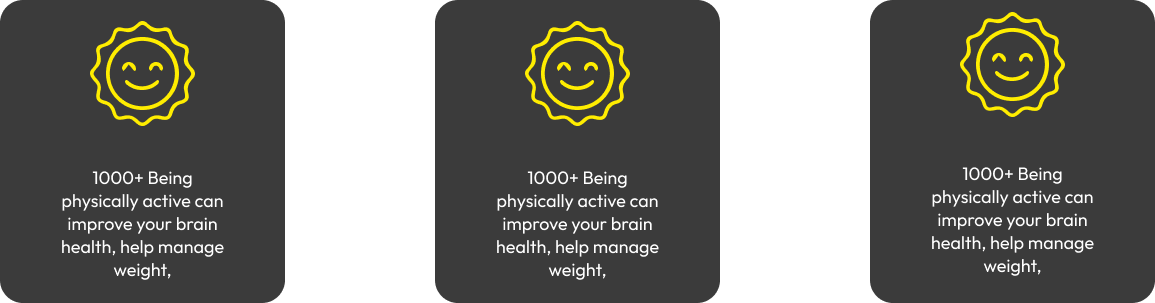 1000+ Being
physically active can
improve your brain
health, help manage
weight,
1000+ Being
physically active can
improve your brain
health, help manage
weight,
1000+ Being
physically active can
improve your brain
health, help manage
weight,